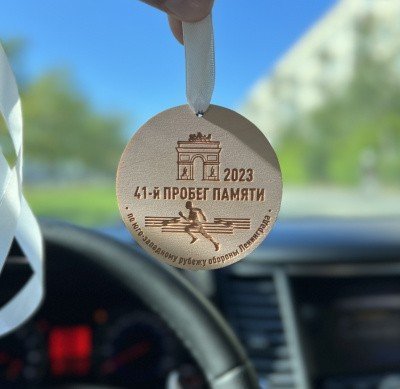 2023
41-й ПРОБЕГ ПАМЯТИ
• по юго-западному рубежу обороны Ленинграда •